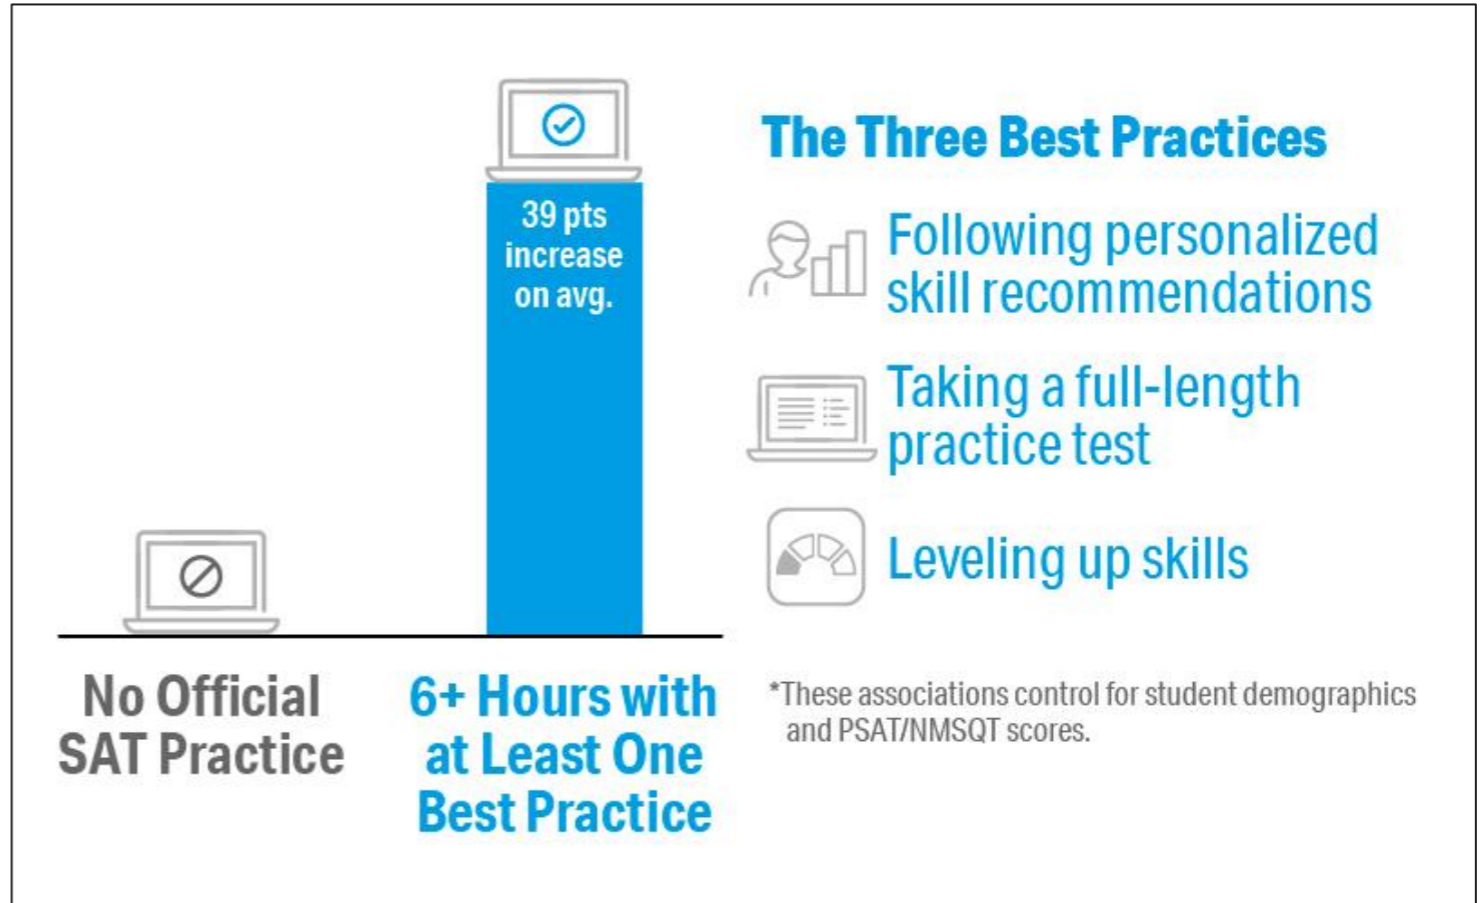 39 pts
increase
on avg.
No Official
SAT Practice
6+ Hours with
at Least One
Best Practice
The Three Best Practices
Following personalized
skill recommendations
Taking a full-length
practice test
Leveling up skills
*These associations control for student demographics
and PSAT/NMSQT scores.